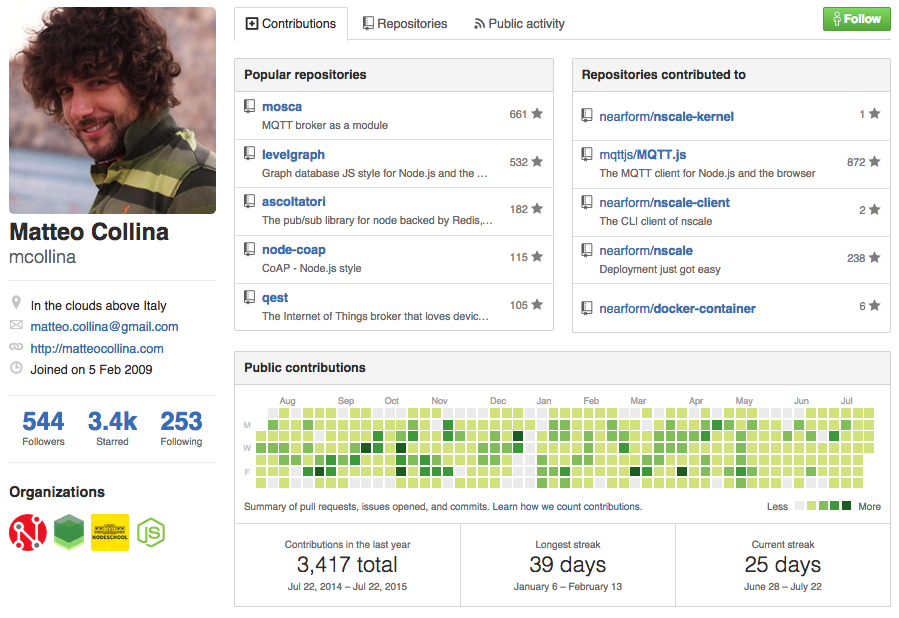 Contributions
Repositories
Public activity
Follow
Matteo Collina
mcollina
In the clouds above Italy
matteo.collina@gmail.com
http://matteocollina.com
Joined on 5 Feb 2009
544 3.4k 253
Followers Starred Following
Organizations
NODESCHOOL
JS
Popular repositories
mosca 661
MQTT broker as a module
levelgraph 532
Graph database JS style for Node.js and the ...
ascoltatori 182
The pub/sub library for node backed by Redis,...
node-coap 115
CoAP - Node.js style
qest 105
The Internet of Things broker that loves devic...
Repositories contributed to
nearform/nscale-kernel 1
mqttjs/MQTT.js 872
The MQTT client for Node.js and the browser
nearform/nscale-client 2
The CLI client of nscale
nearform/nscale 238
Deployment just got easy
nearform/docker-container 6
Public contributions
Aug Sep Oct Nov Dec Jan Feb Mar Apr May Jun Jul
M
W
F
Summary of pull requests, issues opened, and commits. Learn how we count contributions.
Less More
Contributions in the last year
3,417 total
Jul 22, 2014 – Jul 22, 2015
Longest streak
39 days
January 6 – February 13
Current streak
25 days
June 28 – July 22